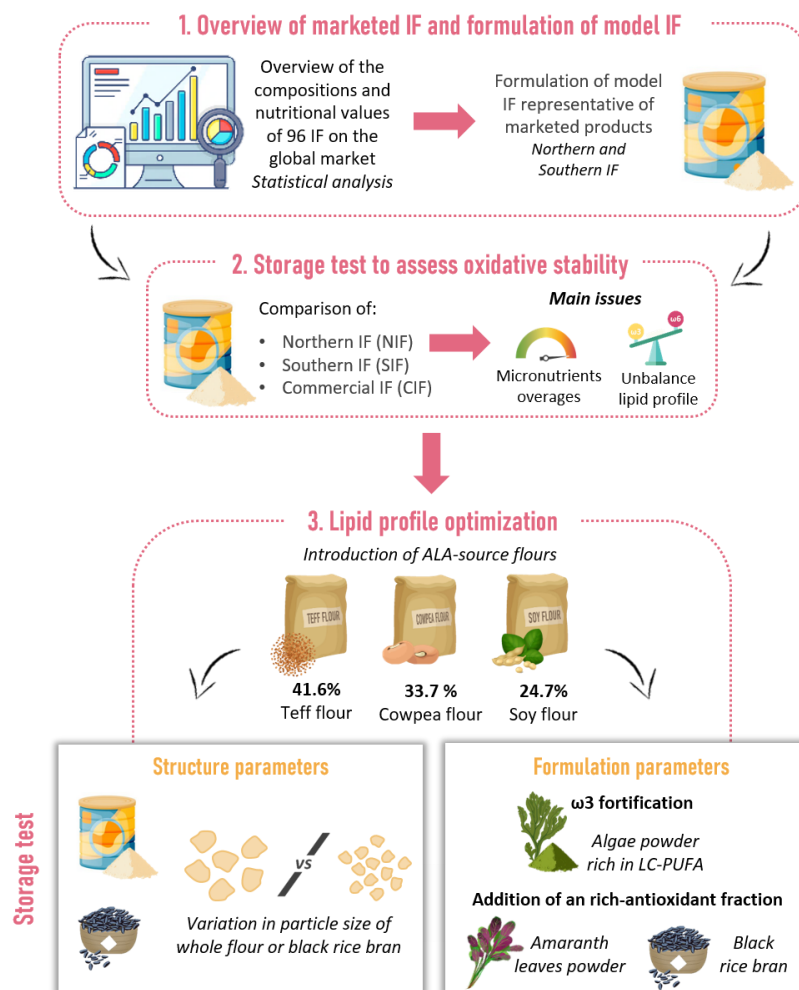 1. Overview of marketed IF and formulation of model IF
Overview of the
compositions and
nutritional values
of 96 IF on the
global market
Statistical analysis
Formulation of model
IF representative of
marketed products
Northern and
Southern IF
2. Storage test to assess oxidative stability
Comparison of:
• Northern IF (NIF)
• Southern IF (SIF)
• Commercial IF (CIF)
Main issues
ω3
ω6
Micronutrients
overages
Unbalance
lipid profile
3. Lipid profile optimization
Introduction of ALA-source flours
TEFF FLOUR
COWPEA FLOUR
SOY FLOUR
41.6%
Teff flour
33.7 %
Cowpea flour
24.7%
Soy flour
Storage test
Structure parameters
vs
Variation in particle size of
whole flour or black rice bran
Formulation parameters
ω3 fortification
Algae powder
rich in LC-PUFA
Addition of an rich-antioxidant fraction
Amaranth
leaves powder
Black
rice bran